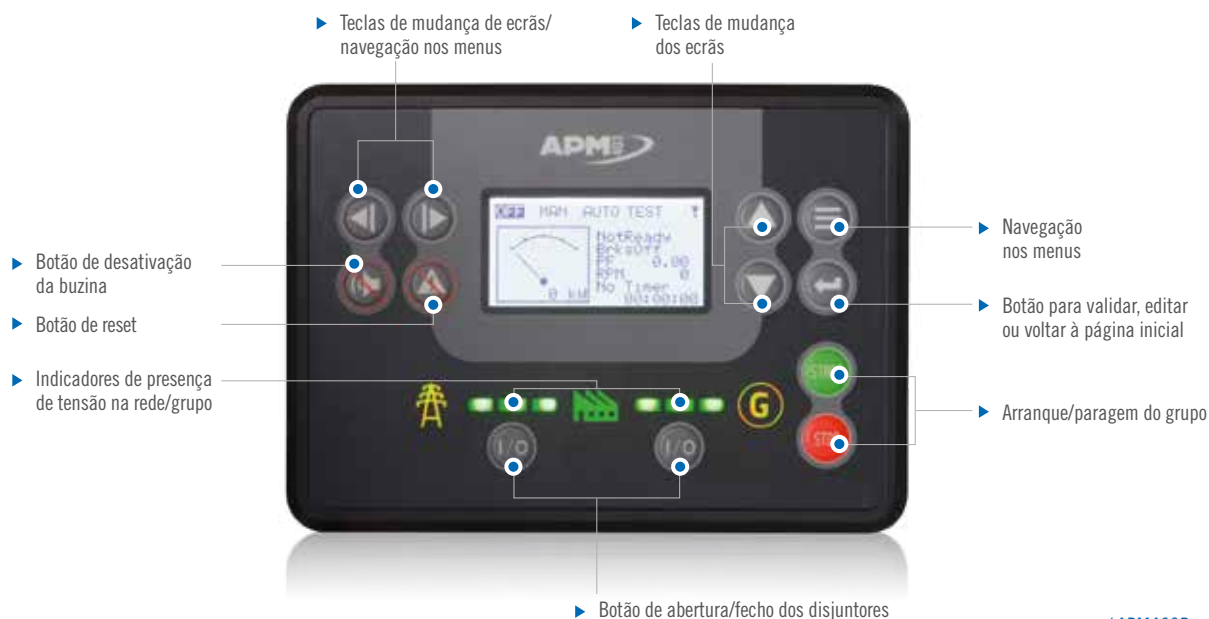 Teclas de mudança de ecrãs/
navegação nos menus
Teclas de mudança
dos ecrãs
APM
OFF MAN AUTO TEST
NotReady
BrksOff
PF 0.00
RPM 0
No Timer
0 kW 00:00:00
Botão de desativação
da buzina
Botão de reset
Indicadores de presença
de tensão na rede/grupo
Navegação
nos menus
Botão para validar, editar
ou voltar à página inicial
Arranque/paragem do grupo
G
I/O
I/O
Botão de abertura/fecho dos disjuntores